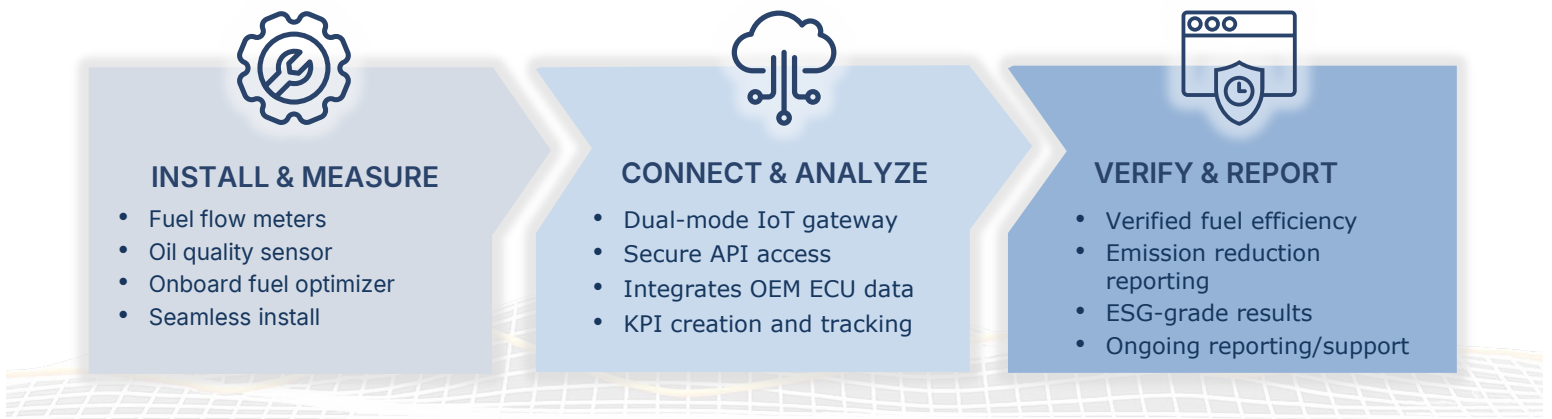 INSTALL & MEASURE
• Fuel flow meters
• Oil quality sensor
• Onboard fuel optimizer
• Seamless install
CONNECT & ANALYZE
• Dual-mode IoT gateway
• Secure API access
• Integrates OEM ECU data
• KPI creation and tracking
VERIFY & REPORT
• Verified fuel efficiency
• Emission reduction
reporting
• ESG-grade results
• Ongoing reporting/support